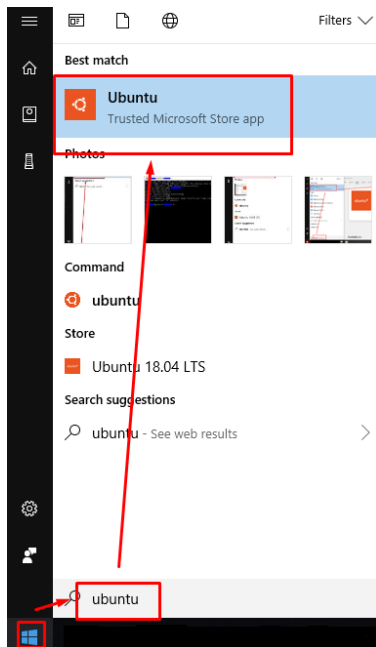 Filters
Best match
Ubuntu
Trusted Microsoft Store app
Photos
Command
ubuntu
Store
Ubuntu 18.04 LTS
Search suggestions
ubuntu - See web results
ubuntu